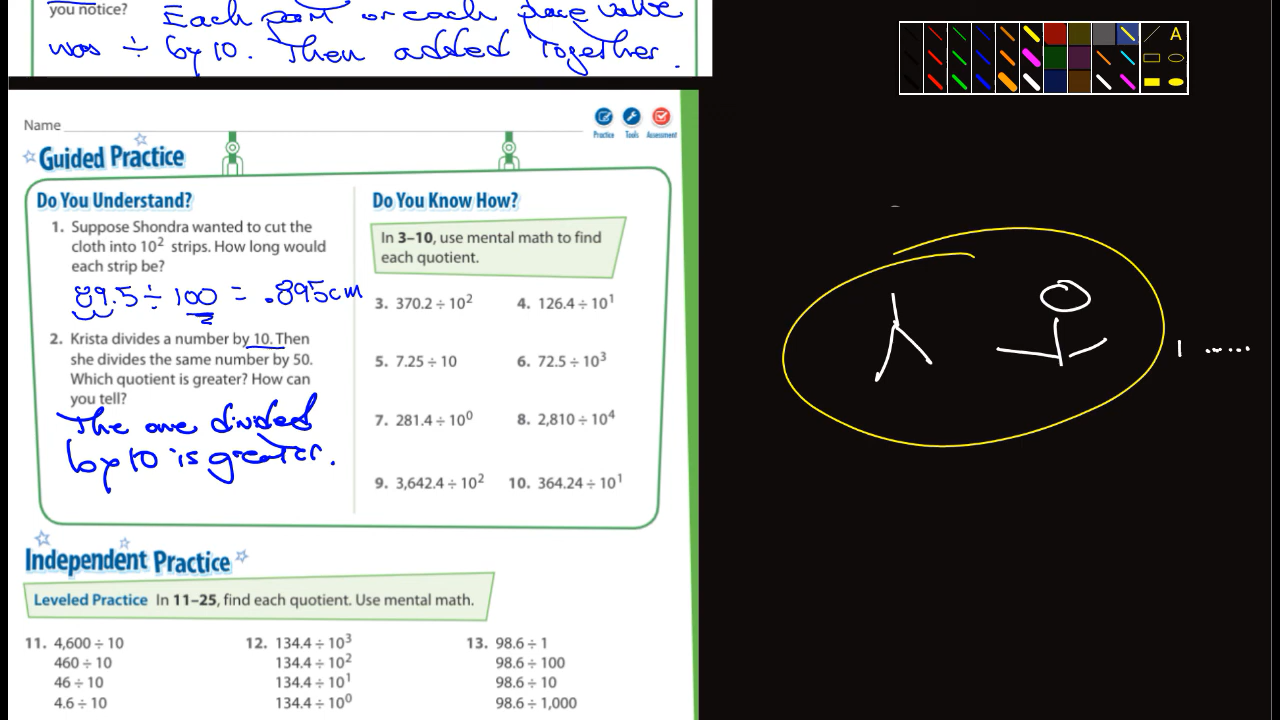 you notice? Each part or each place value
was ÷ by 10. Then added together.
Name
Practice Tools Assessment
Guided Practice
Do You Understand?
1. Suppose Shondra wanted to cut the
cloth into 10² strips. How long would
each strip be?
89.5 ÷ 100 = .895cm
2. Krista divides a number by 10. Then
she divides the same number by 50.
Which quotient is greater? How can
you tell?
The one divided
by 10 is greater.
Do You Know How?
In 3–10, use mental math to find
each quotient.
3. 370.2 ÷ 10² 4. 126.4 ÷ 10¹
5. 7.25 ÷ 10 6. 72.5 ÷ 10³
7. 281.4 ÷ 10⁰ 8. 2,810 ÷ 10⁴
9. 3,642.4 ÷ 10² 10. 364.24 ÷ 10¹
Independent Practice
Leveled Practice In 11–25, find each quotient. Use mental math.
11. 4,600 ÷ 10 12. 134.4 ÷ 10³ 13. 98.6 ÷ 1
460 ÷ 10 134.4 ÷ 10² 98.6 ÷ 100
46 ÷ 10 134.4 ÷ 10¹ 98.6 ÷ 10
4.6 ÷ 10 134.4 ÷ 10⁰ 98.6 ÷ 1,000
A